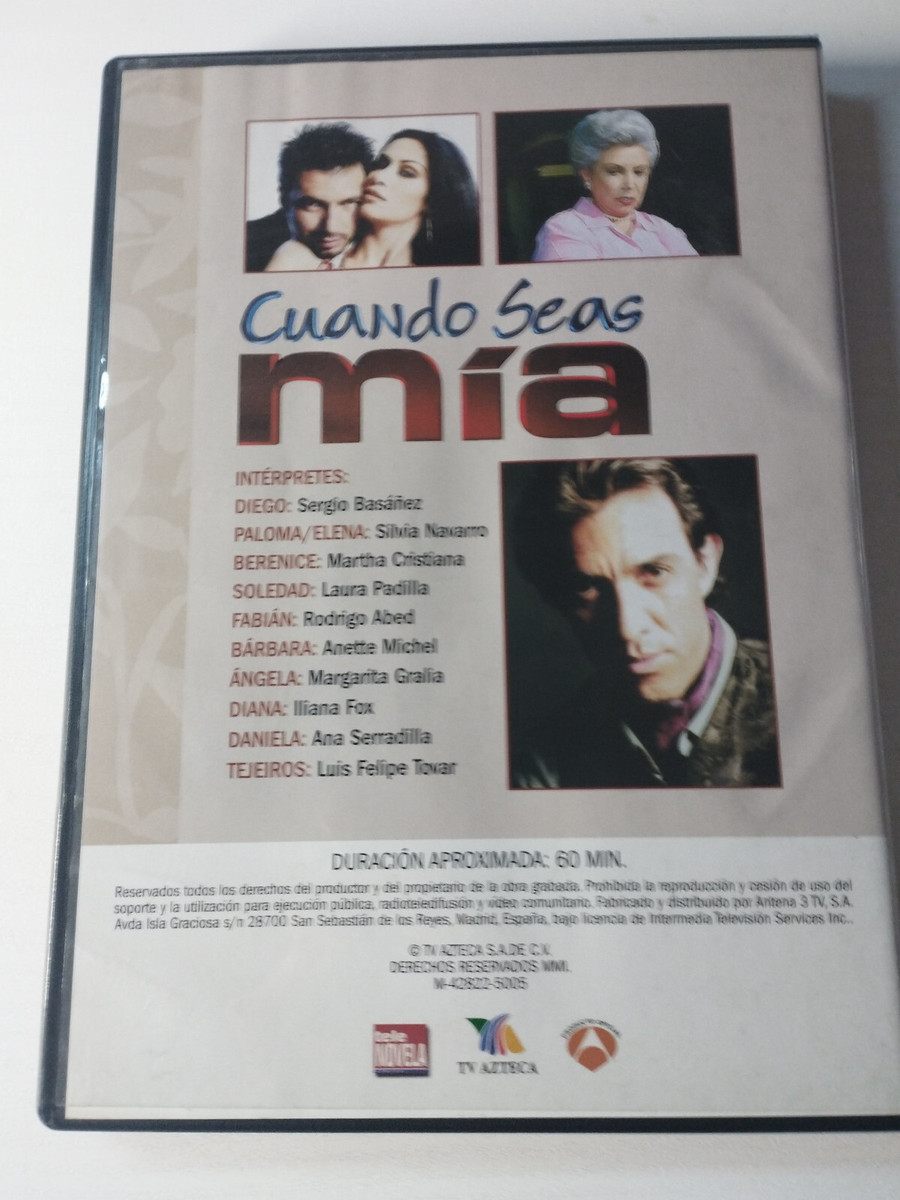 Cuando Seas
mía
INTÉRPRETES:
DIEGO: Sergio Basáñez
PALOMA/ELENA: Silvia Navarro
BERENICE: Martha Cristiana
SOLEDAD: Laura Padilla
FABIÁN: Rodrigo Abed
BÁRBARA: Anette Michel
ÁNGELA: Margarita Gralia
DIANA: Iliana Fox
DANIELA: Ana Serradilla
TEJEIROS: Luis Felipe Tovar
DURACIÓN APROXIMADA: 60 MIN.
Reservados todos los derechos del productor y del propietario de la obra grabada. Prohibida la reproducción y cesión de uso del
soporte y la utilización para ejecución pública, radioteledifusión y video comunitario. Fabricado y distribuido por Antena 3 TV, S.A.
Avda Isla Graciosa s/n 28700 San Sebastián de los Reyes, Madrid, España, bajo licencia de Intermedia Televisión Services Inc..
© TV AZTECA S.A.DE C.V.
DERECHOS RESERVADOS MMI.
M-42822-5005
tele
NOVELA
TV AZTECA